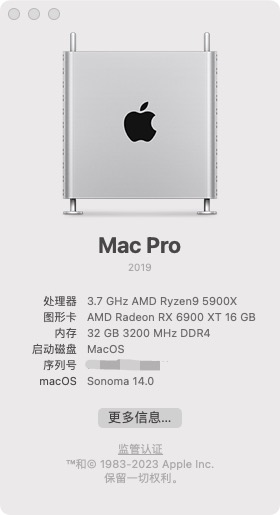 Mac Pro
2019
处理器 3.7 GHz AMD Ryzen9 5900X
图形卡 AMD Radeon RX 6900 XT 16 GB
内存 32 GB 3200 MHz DDR4
启动磁盘 MacOS
序列号
macOS Sonoma 14.0
更多信息...
监管认证
™和© 1983-2023 Apple Inc.
保留一切权利。